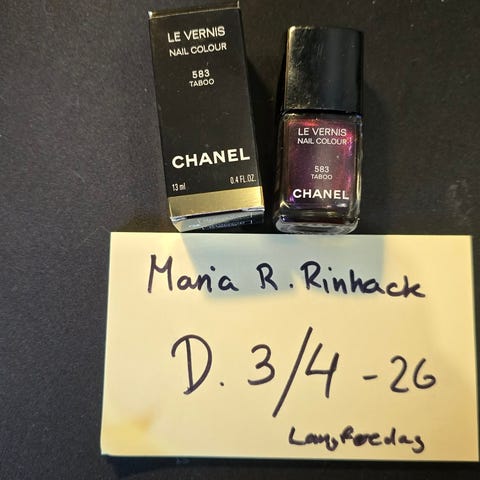 LE VERNIS
NAIL COLOUR
583
TABOO
CHANEL
13 ml 0.4 FL.OZ.
LE VERNIS
NAIL COLOUR
583
TABOO
CHANEL
Maria R. Rinhack
D. 3/4 - 26
Langfredag